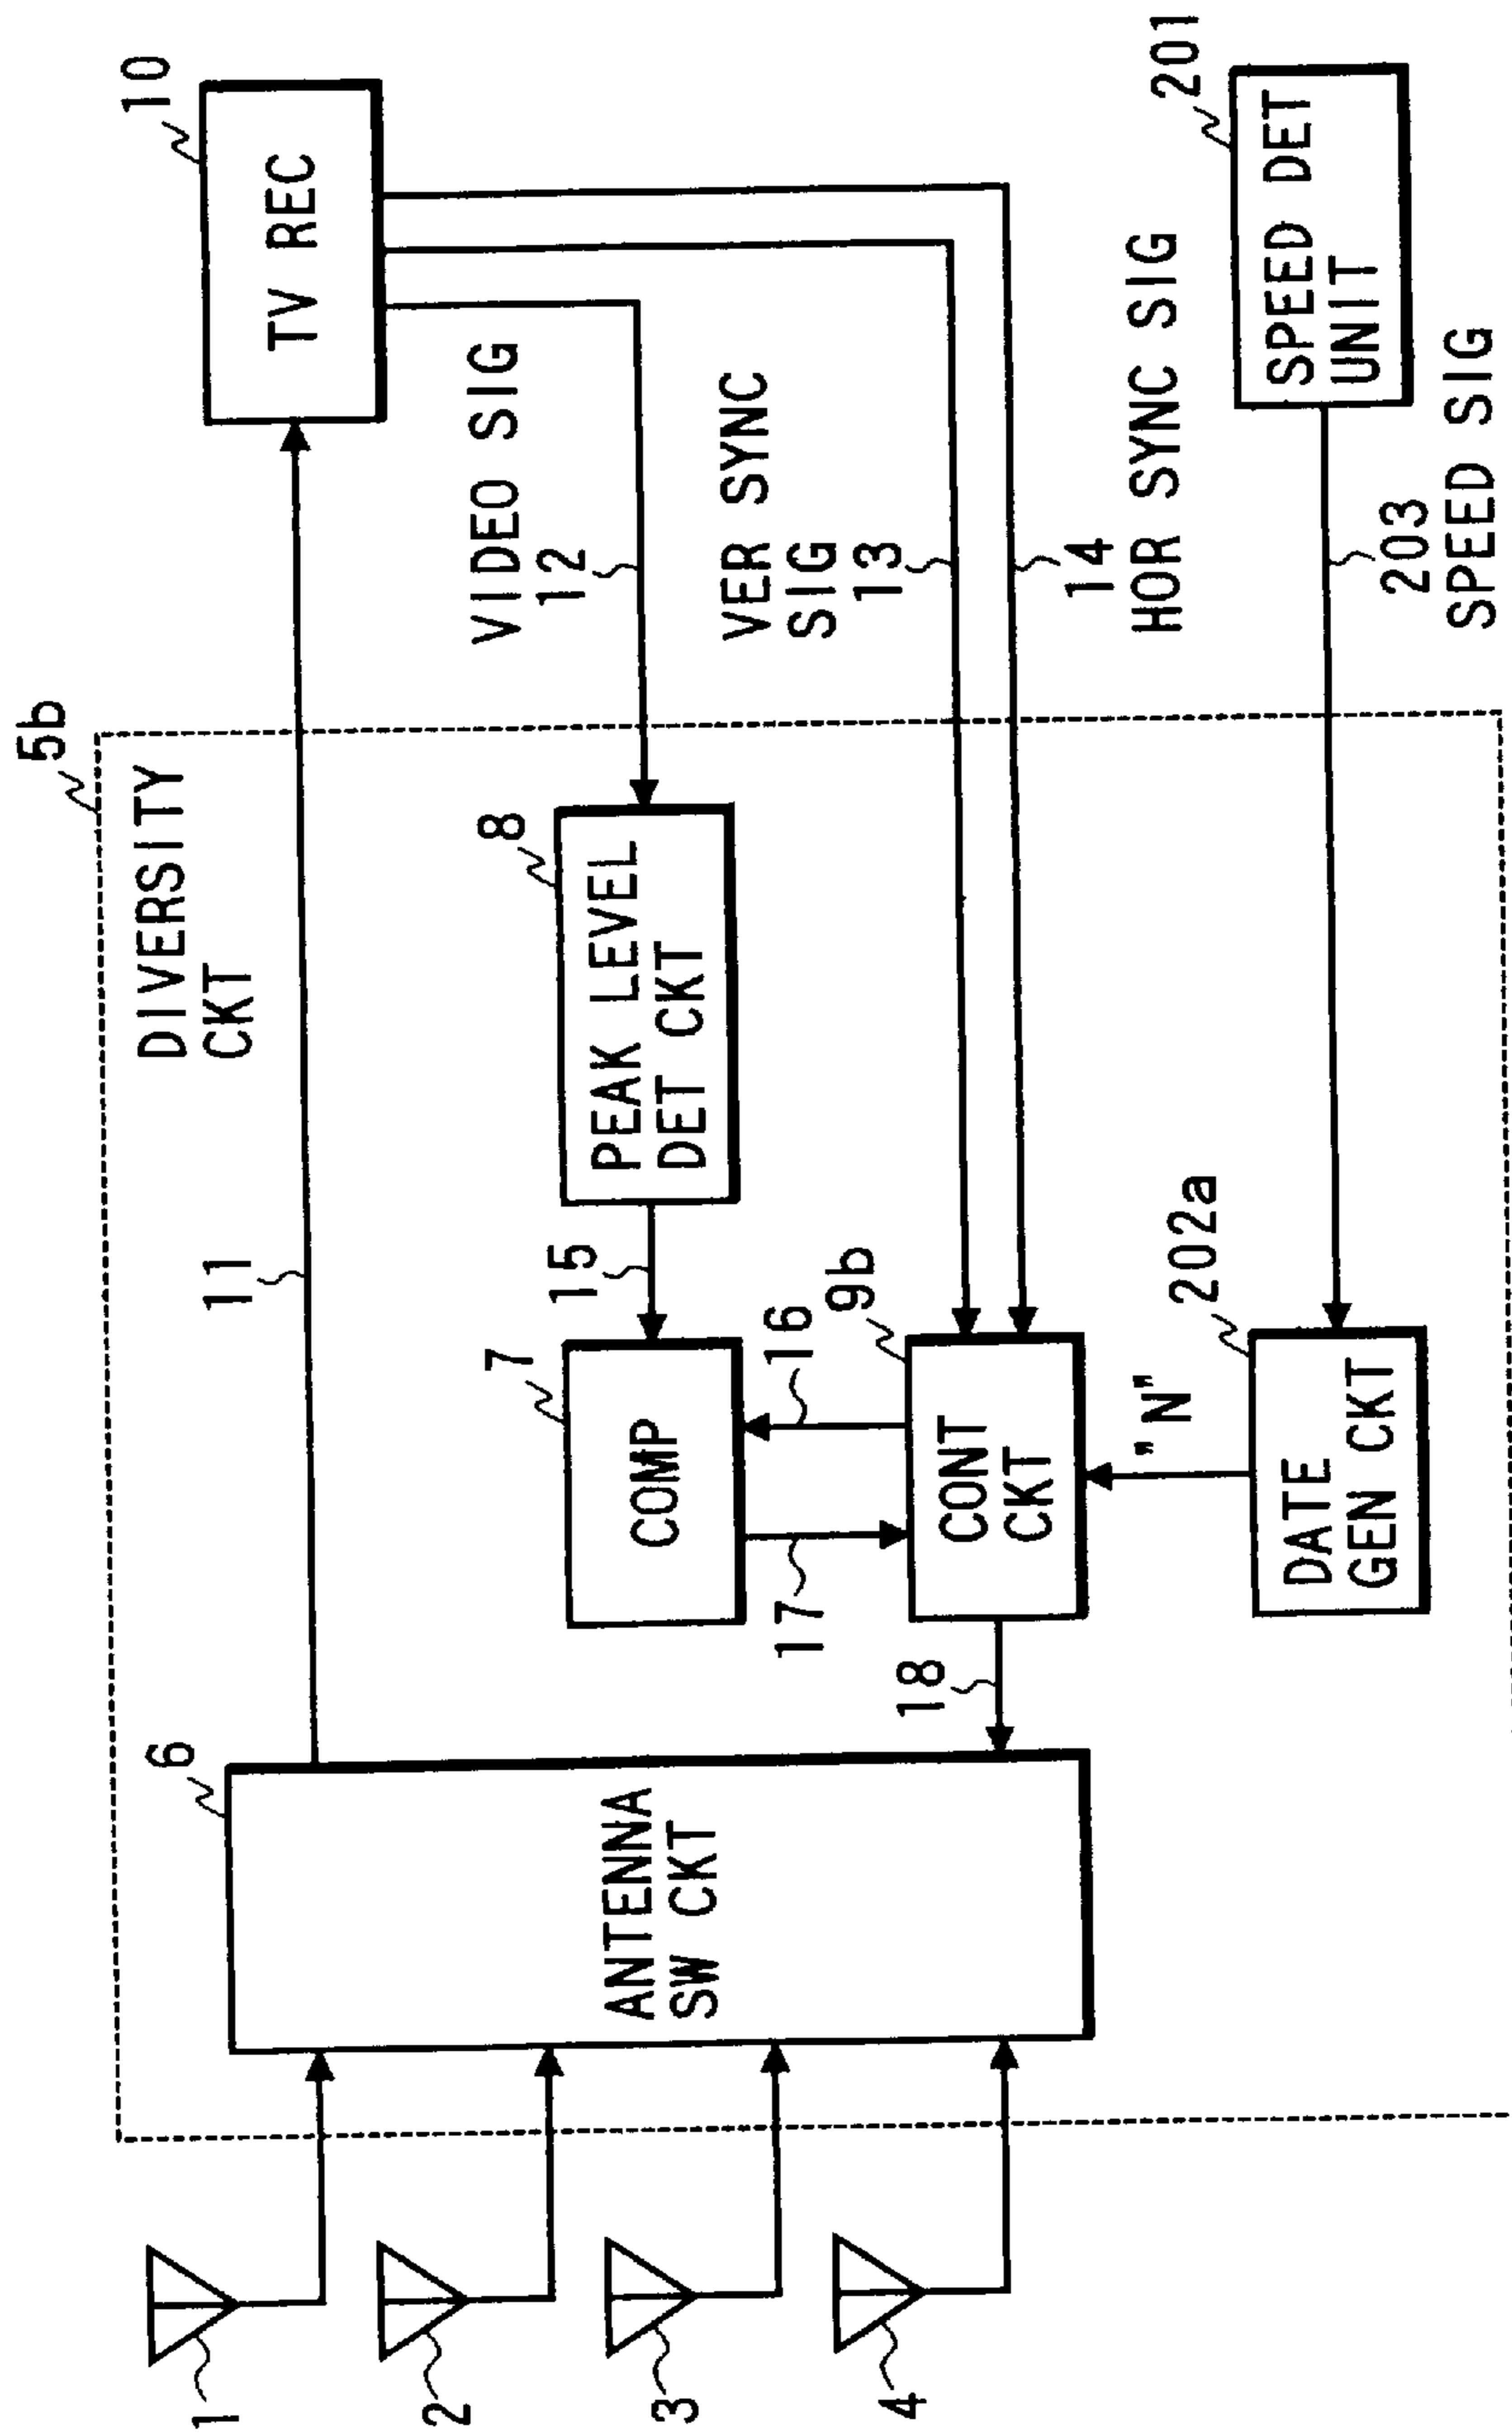 5b
DIVERSITY
CKT
10
TV REC
11
6
ANTENNA
SW CKT
1
2
3
4
VIDEO SIG
12
8
PEAK LEVEL
DET CKT
15
7
COMP
VER SYNC
SIG 13
16
17
9b
CONT
CKT
18
14
HOR SYNC SIG
"N"
202a
DATE
GEN CKT
201
SPEED DET
UNIT
203
SPEED SIG